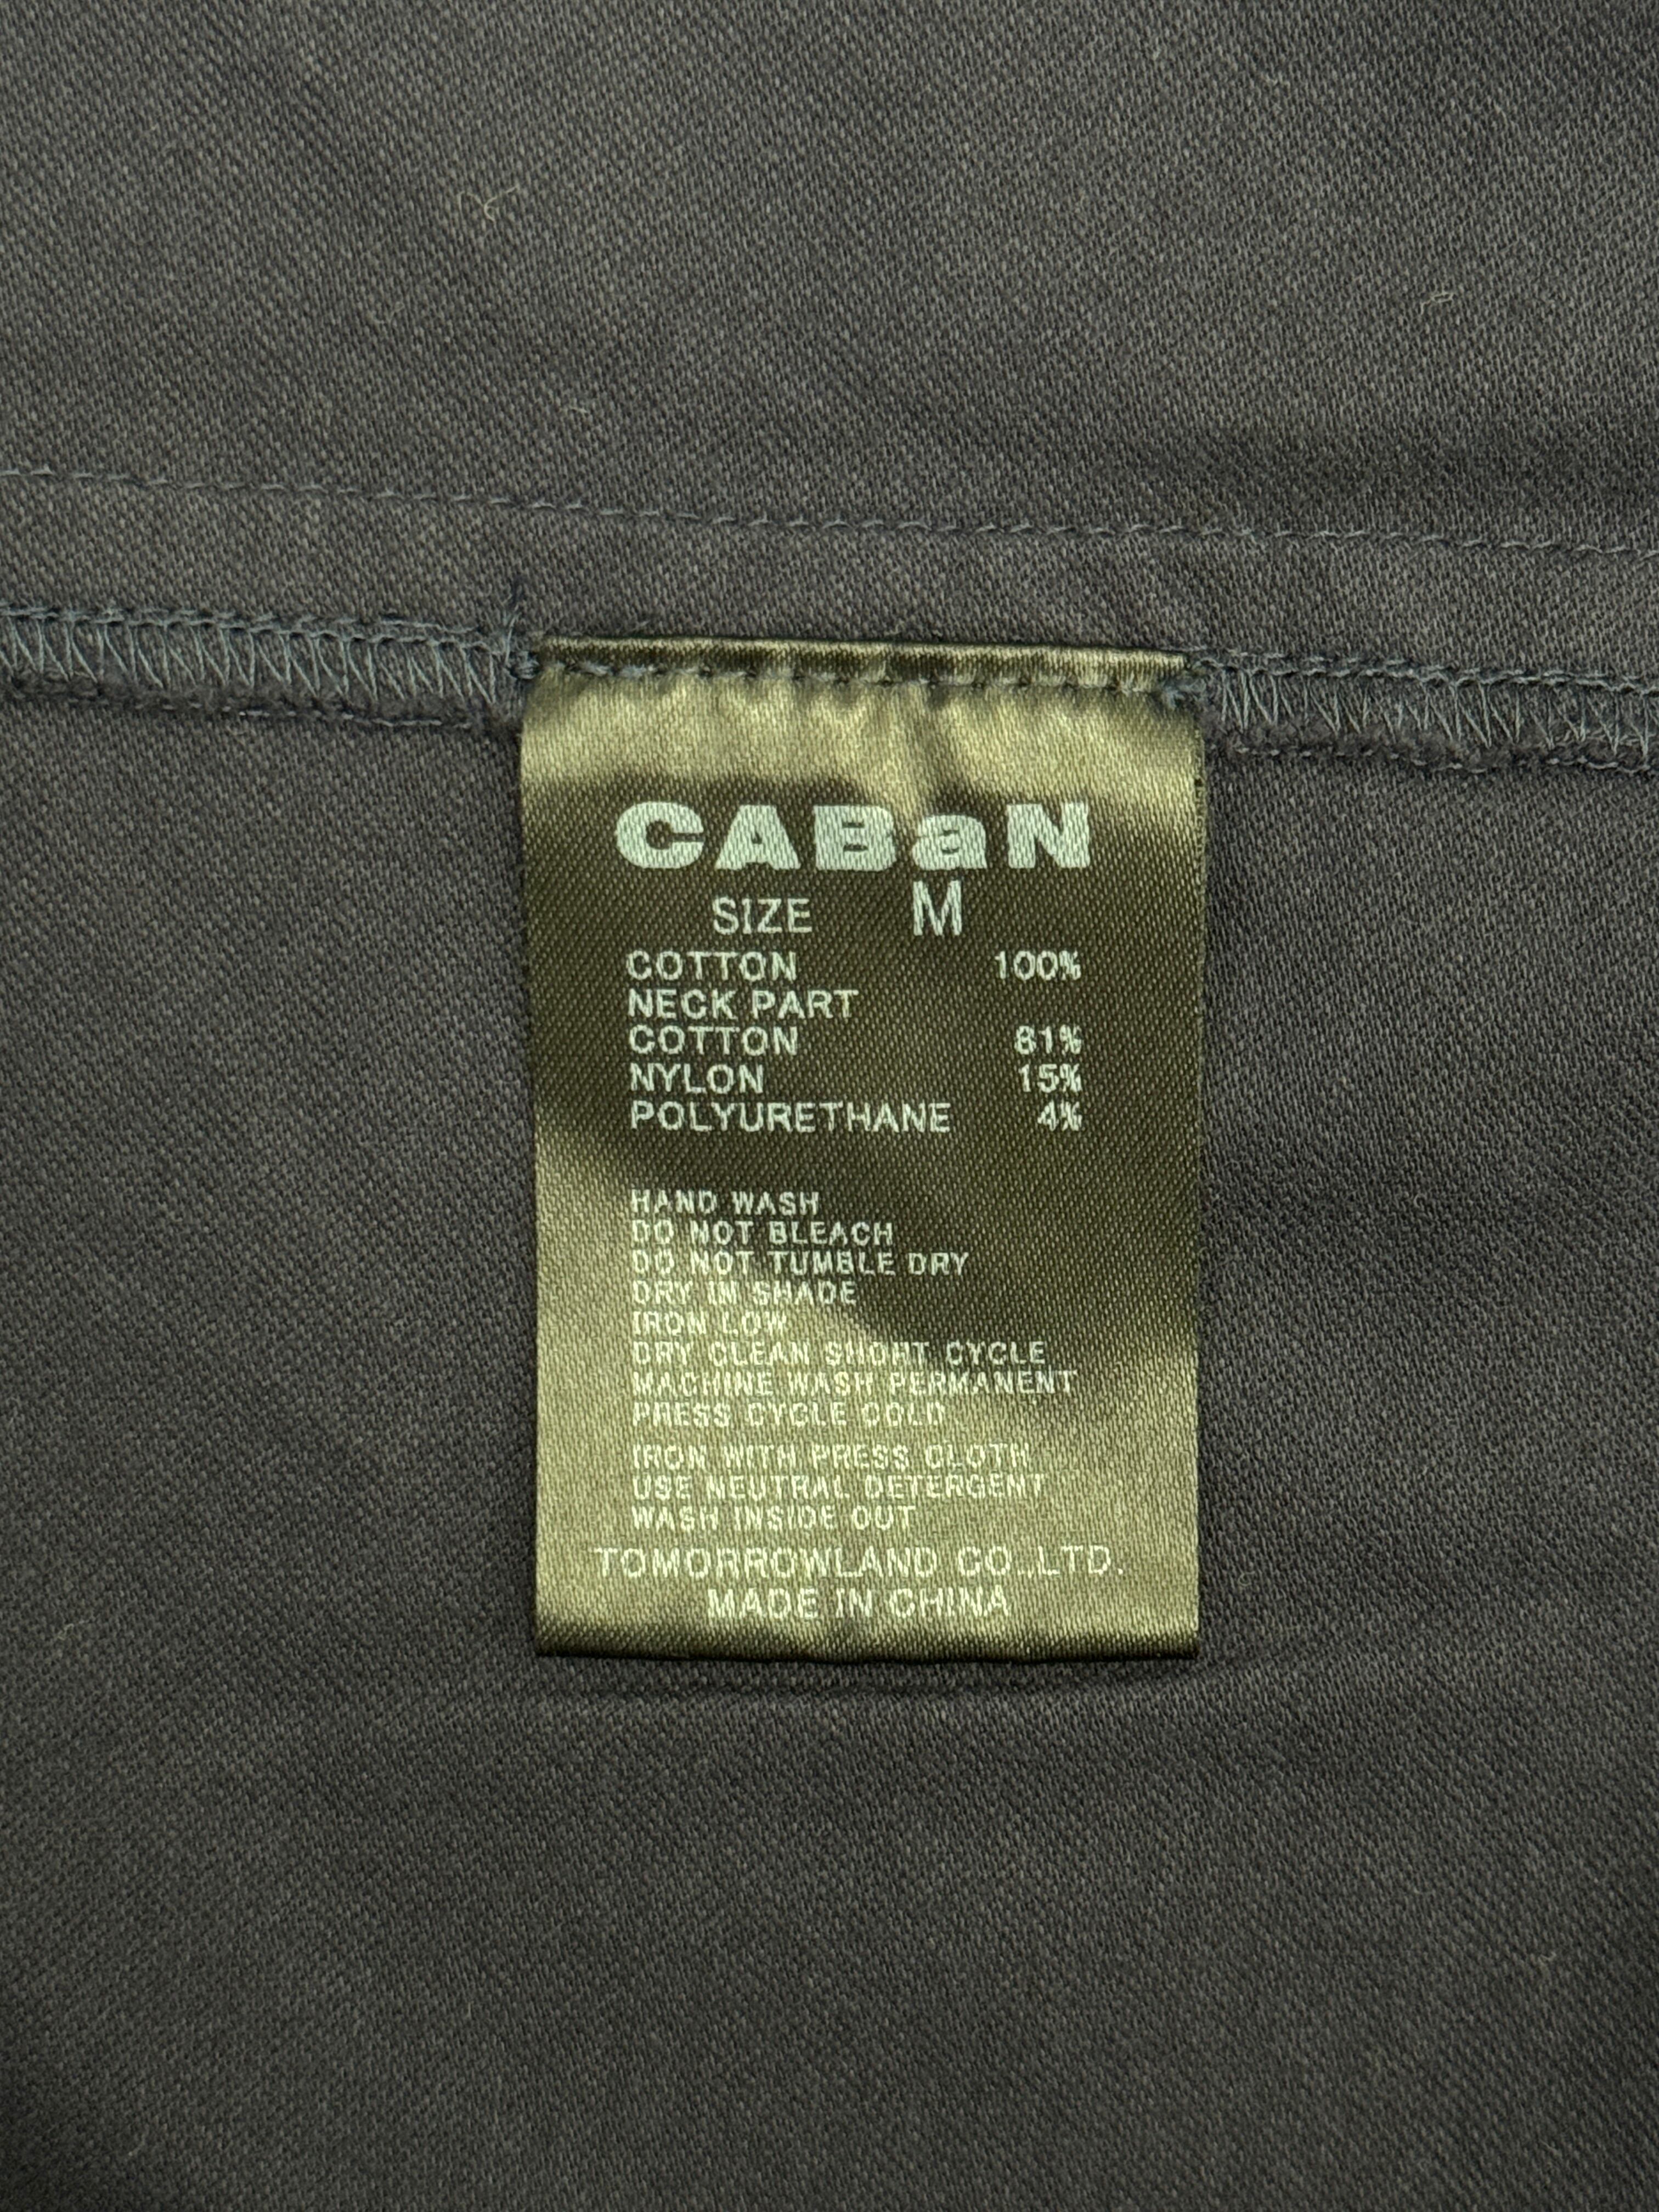 CABaN
SIZE M
COTTON 100%
NECK PART
COTTON 81%
NYLON 15%
POLYURETHANE 4%
HAND WASH
DO NOT BLEACH
DO NOT TUMBLE DRY
DRY IN SHADE
IRON LOW
DRY CLEAN SHORT CYCLE
MACHINE WASH PERMANENT
PRESS CYCLE COLD
IRON WITH PRESS CLOTH
USE NEUTRAL DETERGENT
WASH INSIDE OUT
TOMORROWLAND CO.,LTD.
MADE IN CHINA